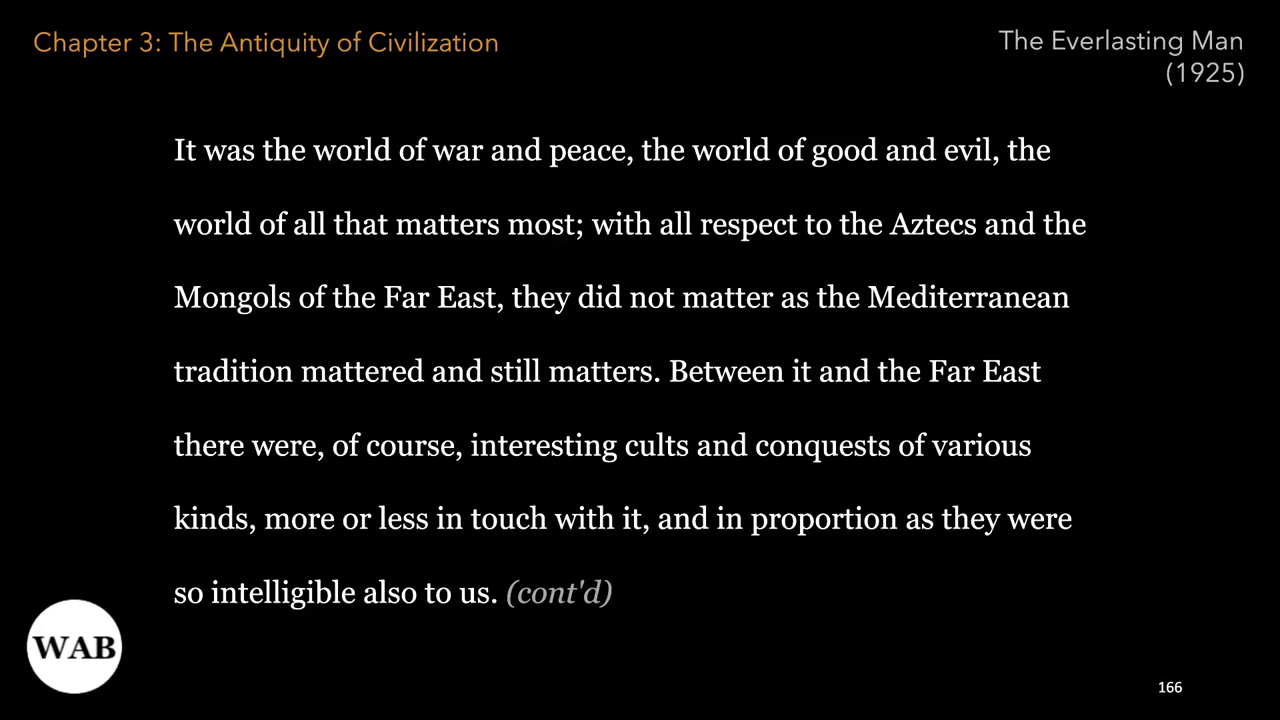 Chapter 3: The Antiquity of Civilization
The Everlasting Man
(1925)
It was the world of war and peace, the world of good and evil, the
world of all that matters most; with all respect to the Aztecs and the
Mongols of the Far East, they did not matter as the Mediterranean
tradition mattered and still matters. Between it and the Far East
there were, of course, interesting cults and conquests of various
kinds, more or less in touch with it, and in proportion as they were
so intelligible also to us. (cont'd)
WAB
166